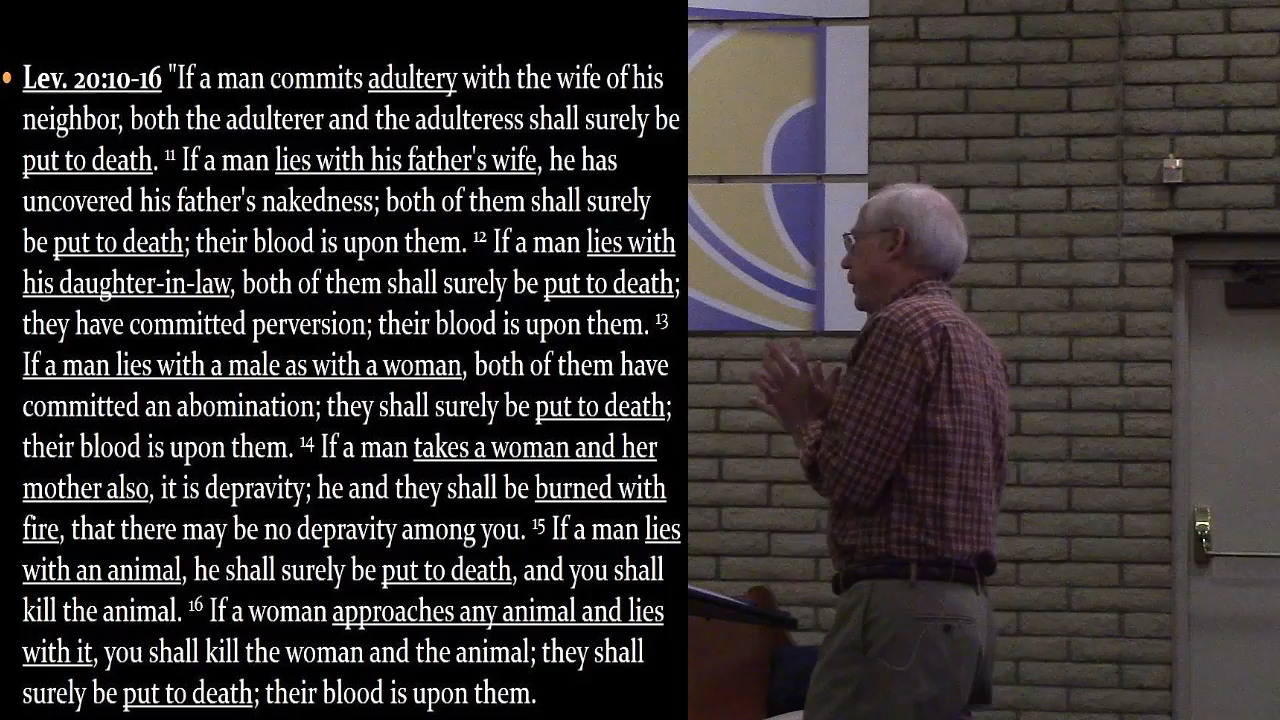 • Lev. 20:10-16 "If a man commits adultery with the wife of his
neighbor, both the adulterer and the adulteress shall surely be
put to death. ¹¹ If a man lies with his father's wife, he has
uncovered his father's nakedness; both of them shall surely
be put to death; their blood is upon them. ¹² If a man lies with
his daughter-in-law, both of them shall surely be put to death;
they have committed perversion; their blood is upon them. ¹³
If a man lies with a male as with a woman, both of them have
committed an abomination; they shall surely be put to death;
their blood is upon them. ¹⁴ If a man takes a woman and her
mother also, it is depravity; he and they shall be burned with
fire, that there may be no depravity among you. ¹⁵ If a man lies
with an animal, he shall surely be put to death, and you shall
kill the animal. ¹⁶ If a woman approaches any animal and lies
with it, you shall kill the woman and the animal; they shall
surely be put to death; their blood is upon them.